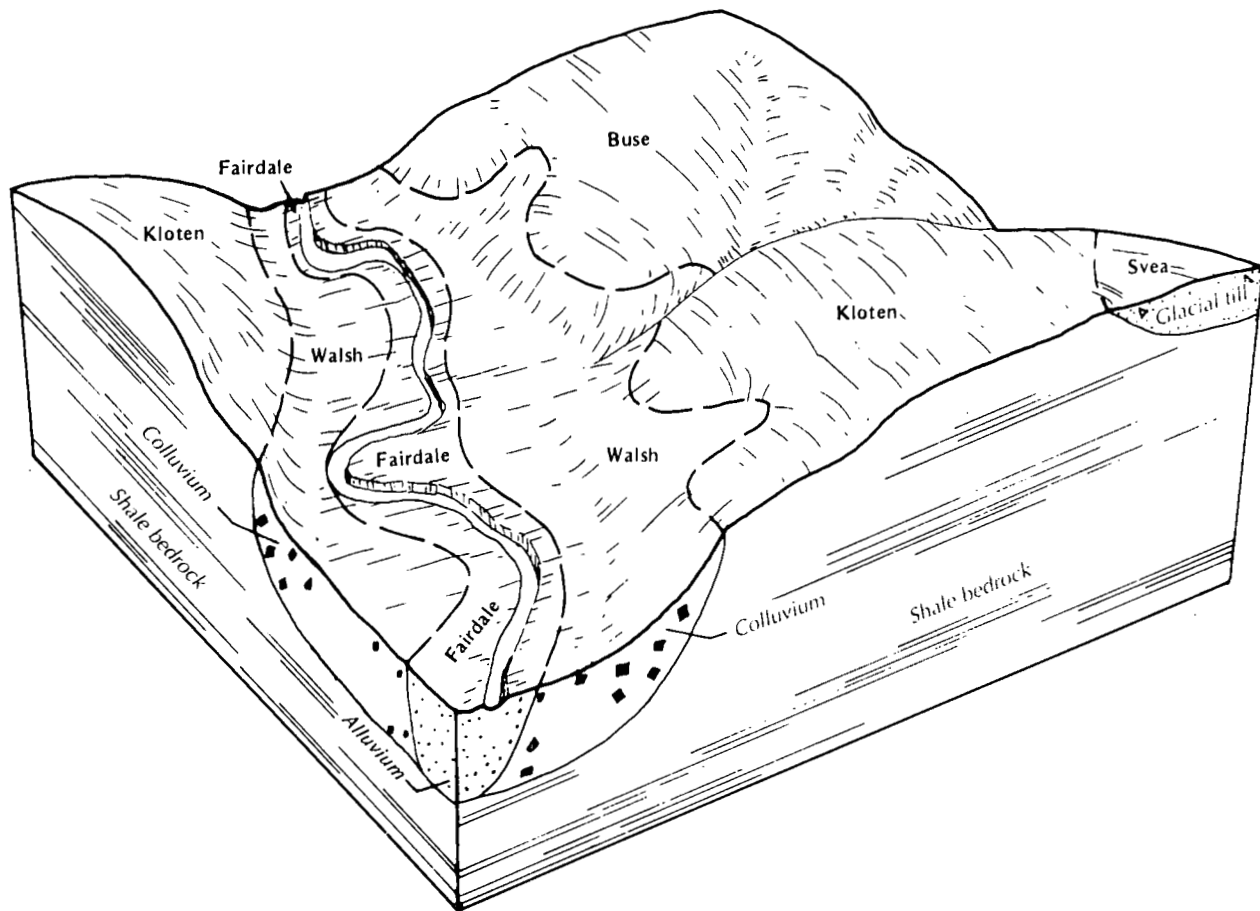 Buse
Fairdale
Kloten
Svea
Glacial till
Kloten
Walsh
Fairdale
Walsh
Colluvium
Shale bedrock
Colluvium
Shale bedrock
Fairdale
Alluvium